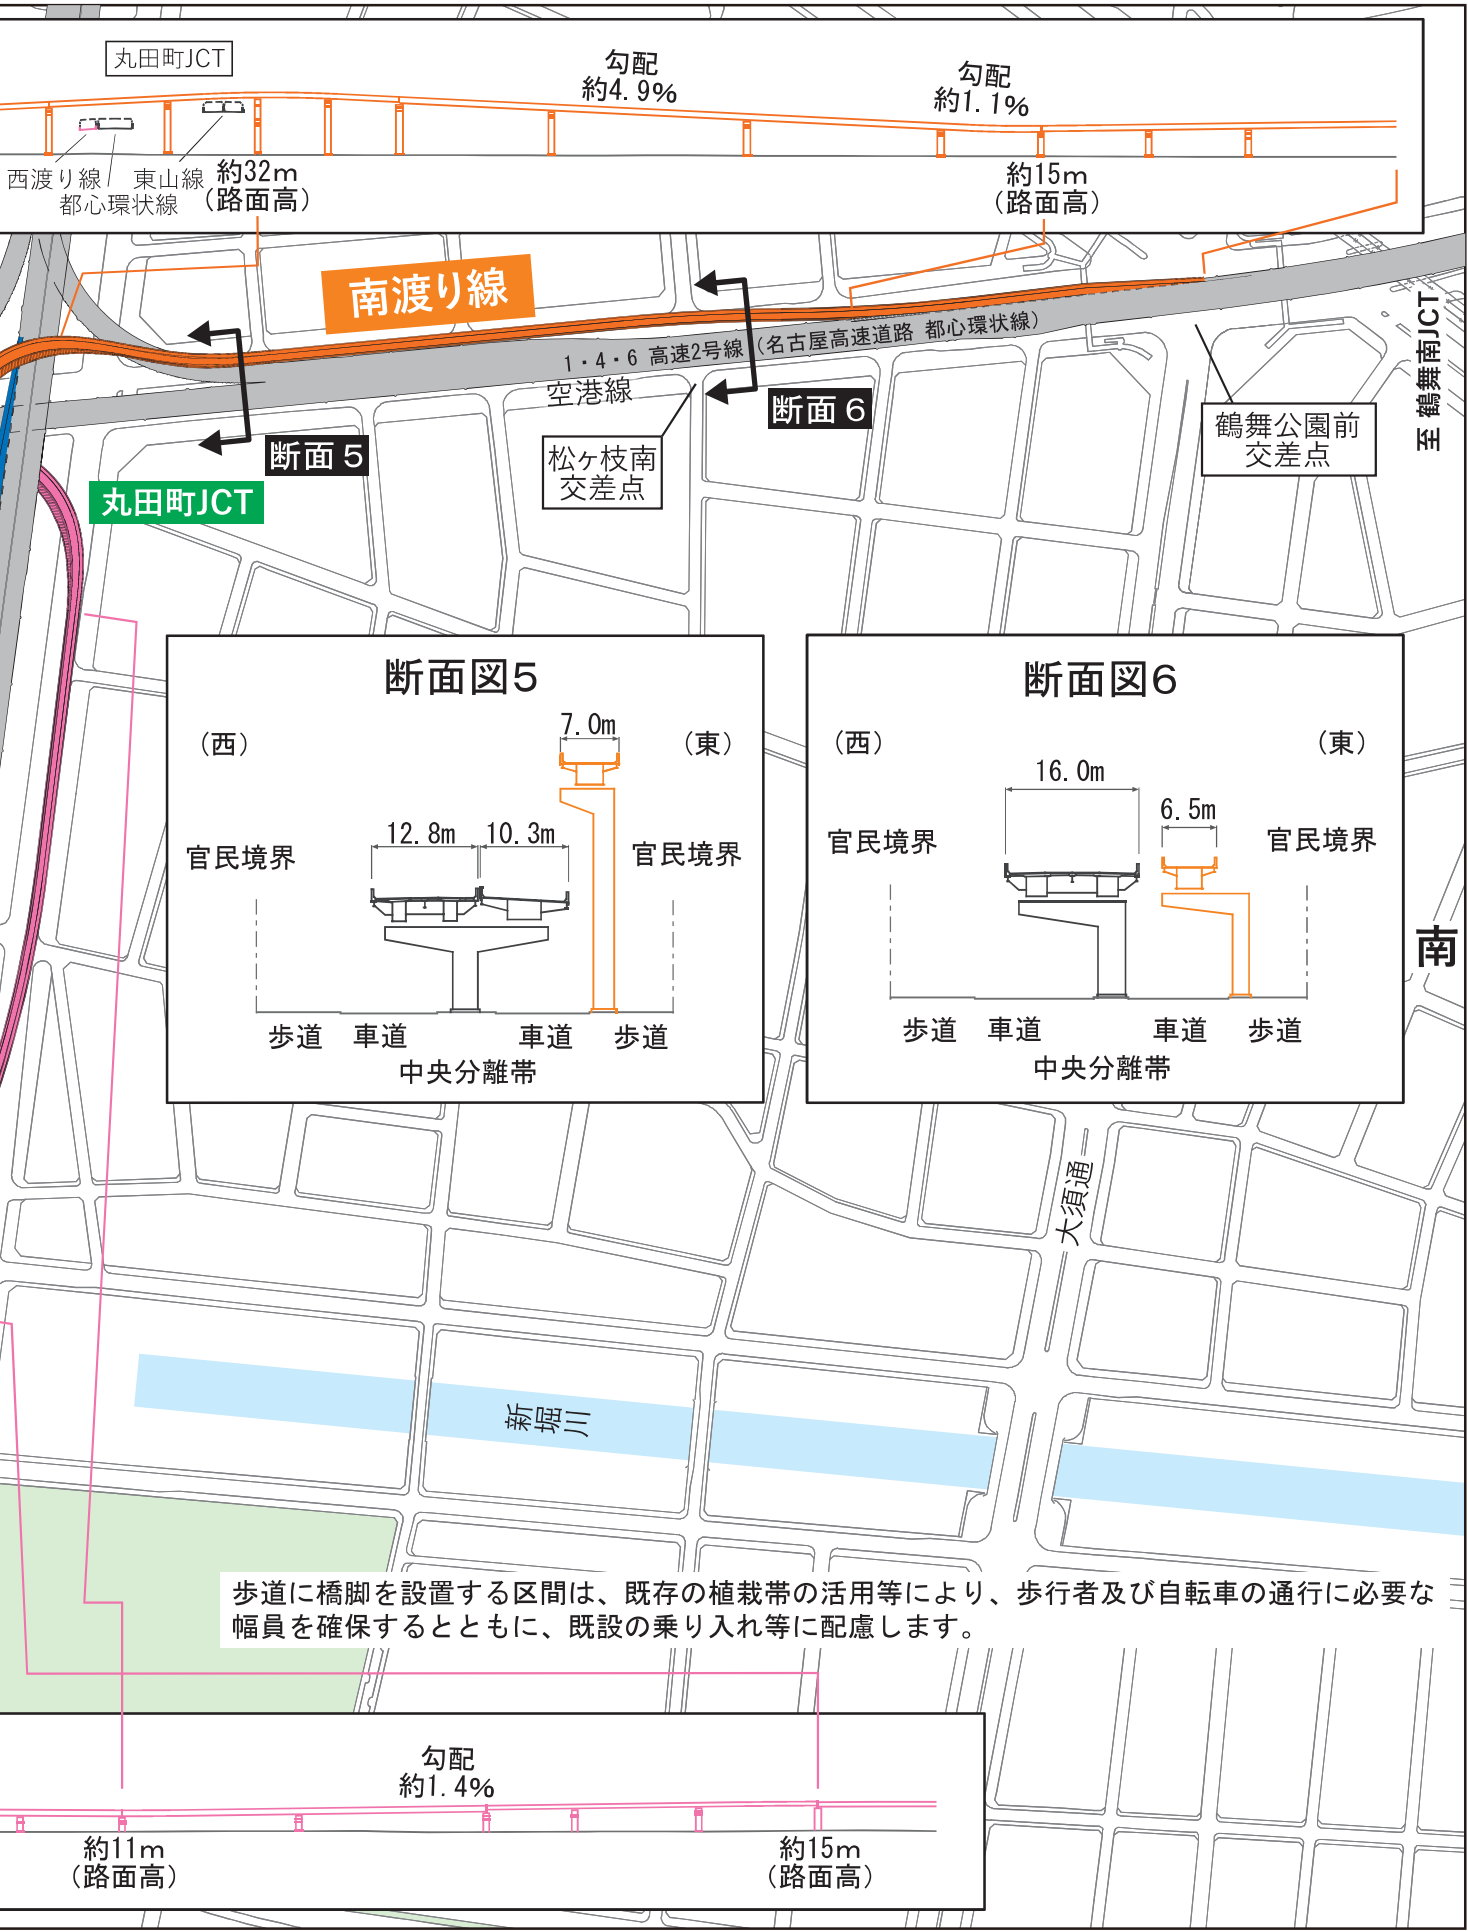 丸田町JCT
勾配
約4.9%
勾配
約1.1%
西渡り線
都心環状線
東山線
約32m
（路面高）
約15m
（路面高）
南渡り線
1・4・6 高速2号線（名古屋高速道路 都心環状線）
空港線
至 鶴舞南JCT
断面5
断面6
松ヶ枝南
交差点
鶴舞公園前
交差点
丸田町JCT
断面図5
（西）
（東）
7.0m
12.8m
10.3m
官民境界
官民境界
歩道
車道
車道
歩道
中央分離帯
断面図6
（西）
（東）
16.0m
6.5m
官民境界
官民境界
歩道
車道
車道
歩道
中央分離帯
南
大須通
新堀川
歩道に橋脚を設置する区間は、既存の植栽帯の活用等により、歩行者及び自転車の通行に必要な
幅員を確保するとともに、既設の乗り入れ等に配慮します。
勾配
約1.4%
約11m
（路面高）
約15m
（路面高）